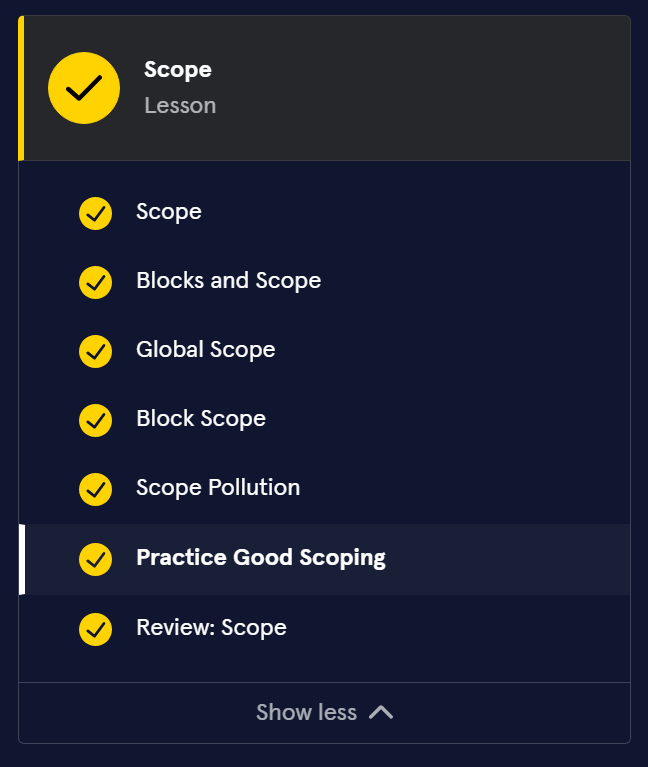 Scope
Lesson
Scope
Blocks and Scope
Global Scope
Block Scope
Scope Pollution
Practice Good Scoping
Review: Scope
Show less